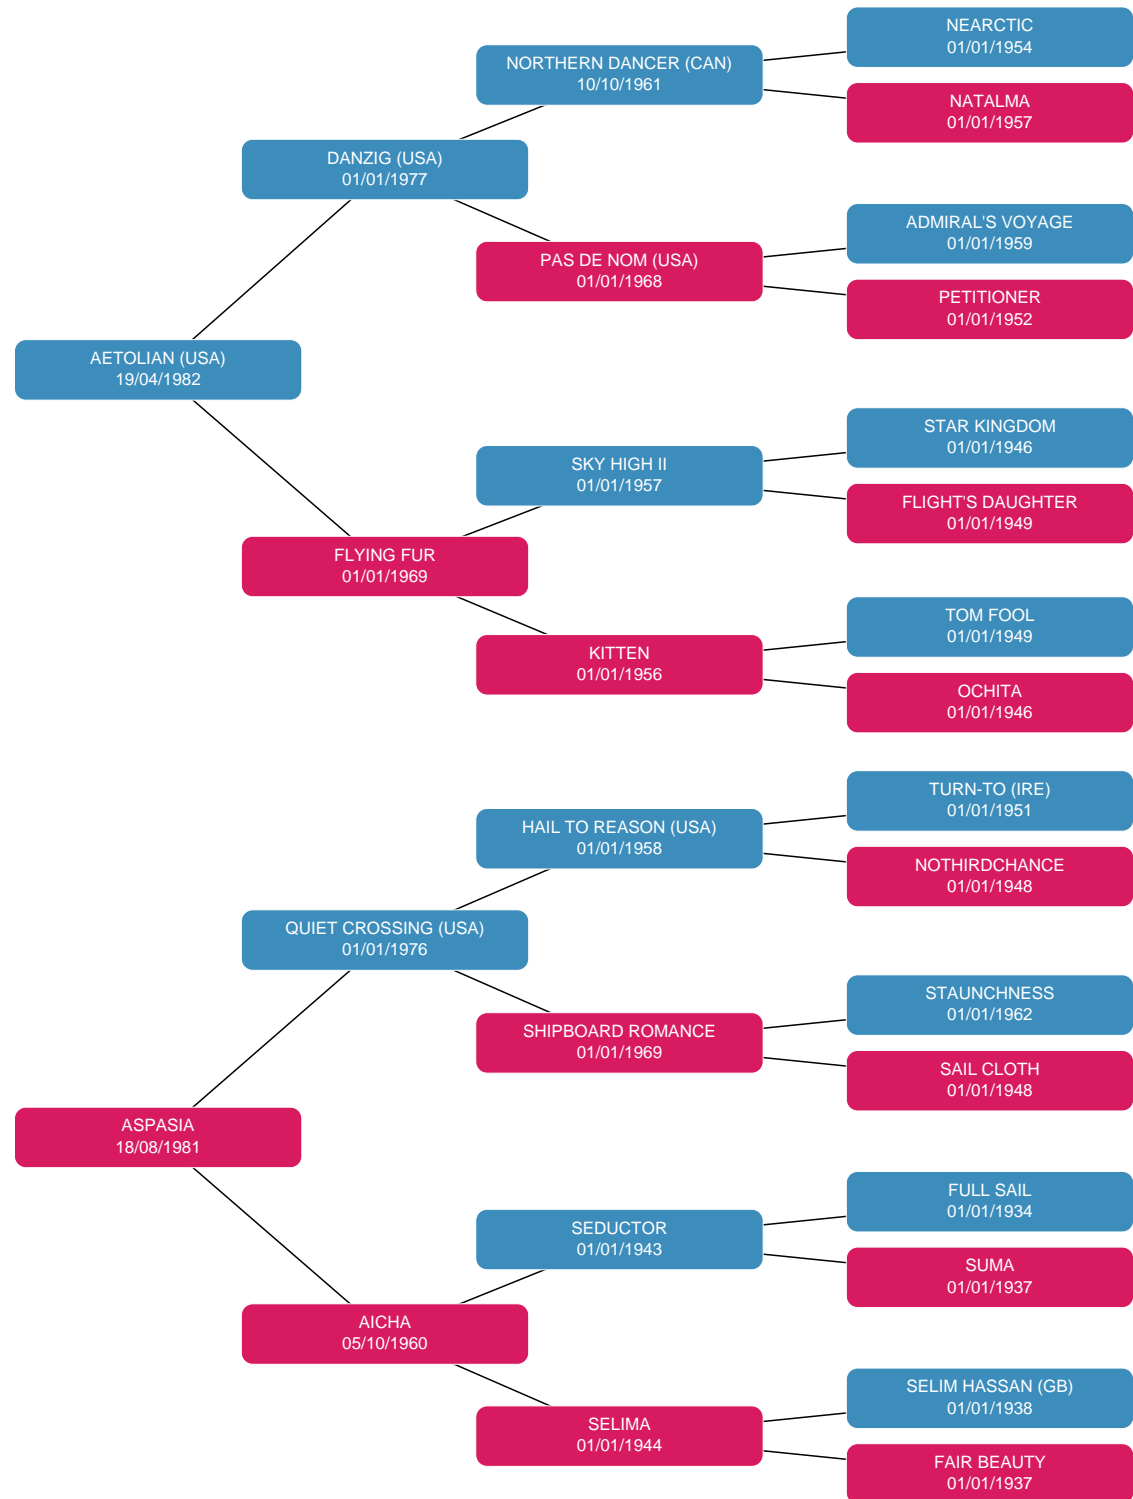 NEARCTIC
01/01/1954
NORTHERN DANCER (CAN)
10/10/1961
NATALMA
01/01/1957
DANZIG (USA)
01/01/1977
ADMIRAL'S VOYAGE
01/01/1959
PAS DE NOM (USA)
01/01/1968
PETITIONER
01/01/1952
AETOLIAN (USA)
19/04/1982
STAR KINGDOM
01/01/1946
SKY HIGH II
01/01/1957
FLIGHT'S DAUGHTER
01/01/1949
FLYING FUR
01/01/1969
TOM FOOL
01/01/1949
KITTEN
01/01/1956
OCHITA
01/01/1946
TURN-TO (IRE)
01/01/1951
HAIL TO REASON (USA)
01/01/1958
NOTHIRDCHANCE
01/01/1948
QUIET CROSSING (USA)
01/01/1976
STAUNCHNESS
01/01/1962
SHIPBOARD ROMANCE
01/01/1969
SAIL CLOTH
01/01/1948
ASPASIA
18/08/1981
FULL SAIL
01/01/1934
SEDUCTOR
01/01/1943
SUMA
01/01/1937
AICHA
05/10/1960
SELIM HASSAN (GB)
01/01/1938
SELIMA
01/01/1944
FAIR BEAUTY
01/01/1937